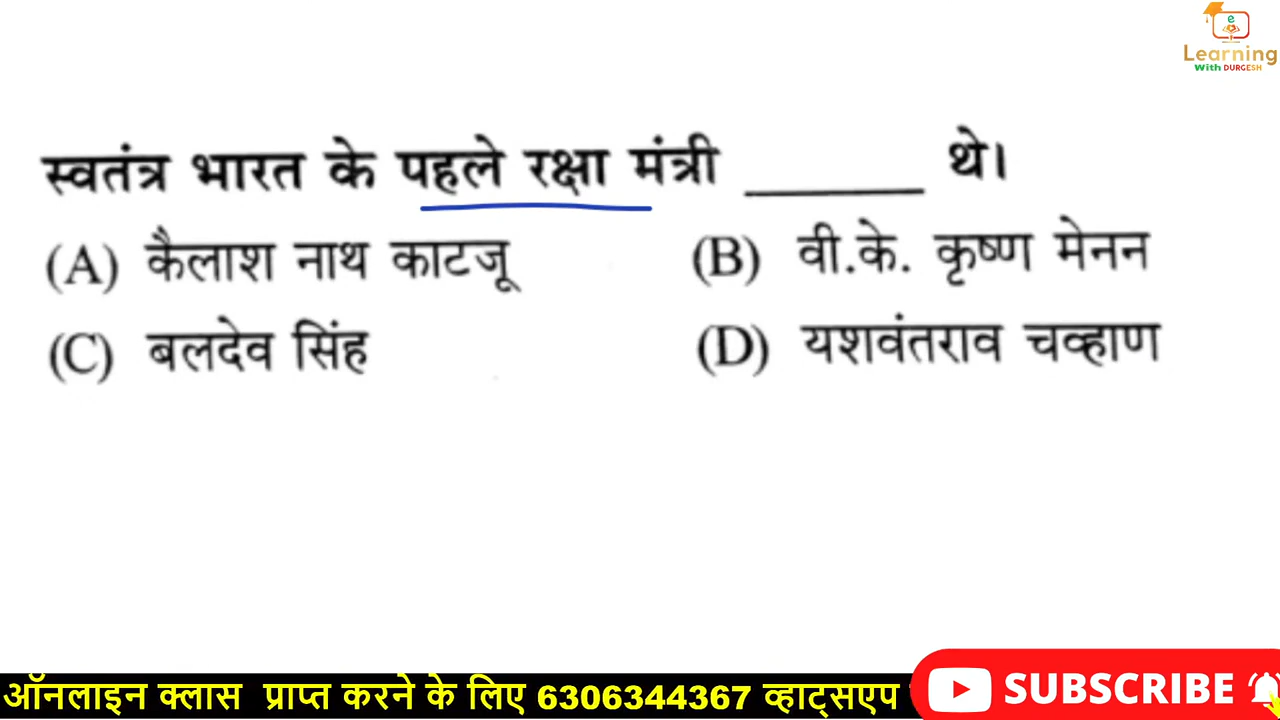 e
Learning
With DURGESH
स्वतंत्र भारत के पहले रक्षा मंत्री ________ थे।
(A) कैलाश नाथ काटजू (B) वी.के. कृष्ण मेनन
(C) बलदेव सिंह (D) यशवंतराव चव्हाण
ऑनलाइन क्लास प्राप्त करने के लिए 6306344367 व्हाट्सएप
SUBSCRIBE